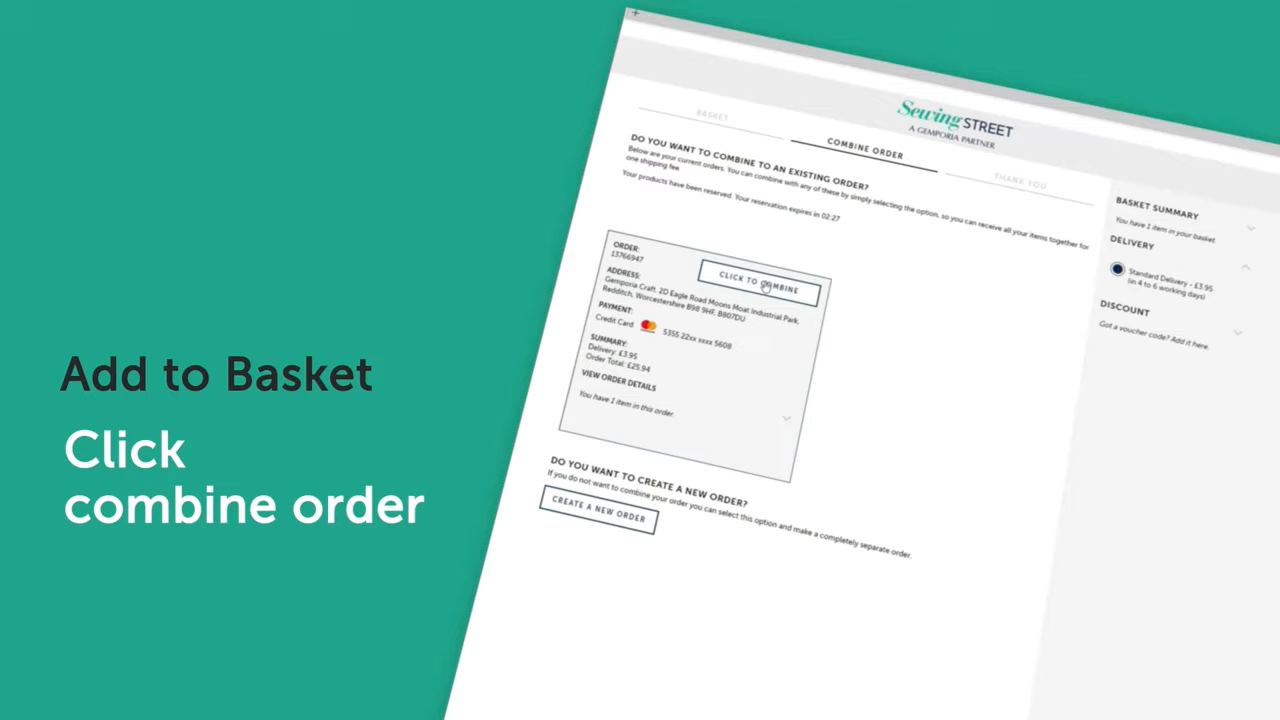 Add to Basket
Click
combine order
Sewing STREET
A GEMPORIA PARTNER
BASKET
COMBINE ORDER
THANK YOU
DO YOU WANT TO COMBINE TO AN EXISTING ORDER?
Below are your current orders. You can combine with any of these by simply selecting the option, so you can receive all your items together for
one shipping fee.
Your products have been reserved. Your reservation expires in 02:27
ORDER:
13766947
CLICK TO COMBINE
ADDRESS:
Gemporia Craft, 2D Eagle Road Moons Moat Industrial Park,
Redditch, Worcestershire B98 9HF, B807DU
PAYMENT:
Credit Card 5355 22xx xxxx 5608
SUMMARY:
Delivery: £3.95
Order Total: £25.94
VIEW ORDER DETAILS
You have 1 item in this order.
DO YOU WANT TO CREATE A NEW ORDER?
If you do not want to combine your order you can select this option and make a completely separate order.
CREATE A NEW ORDER
BASKET SUMMARY
You have 1 item in your basket
DELIVERY
Standard Delivery - £3.95
(in 4 to 6 working days)
DISCOUNT
Got a voucher code? Add it here.